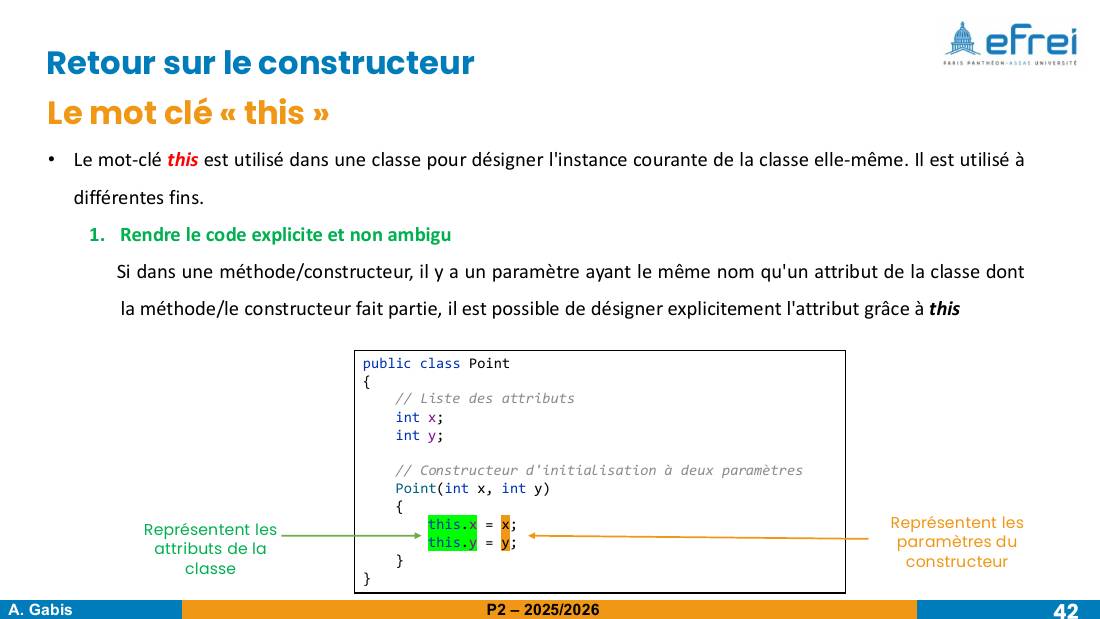 efrei
PARIS PANTHÉON-ASSAS UNIVERSITÉ
Retour sur le constructeur
Le mot clé « this »
• Le mot-clé this est utilisé dans une classe pour désigner l'instance courante de la classe elle-même. Il est utilisé à
différentes fins.
1. Rendre le code explicite et non ambigu
Si dans une méthode/constructeur, il y a un paramètre ayant le même nom qu'un attribut de la classe dont
la méthode/le constructeur fait partie, il est possible de désigner explicitement l'attribut grâce à this
public class Point
{
// Liste des attributs
int x;
int y;
// Constructeur d'initialisation à deux paramètres
Point(int x, int y)
{
this.x = x;
this.y = y;
}
}
Représentent les
attributs de la
classe
Représentent les
paramètres du
constructeur
A. Gabis
P2 – 2025/2026
42